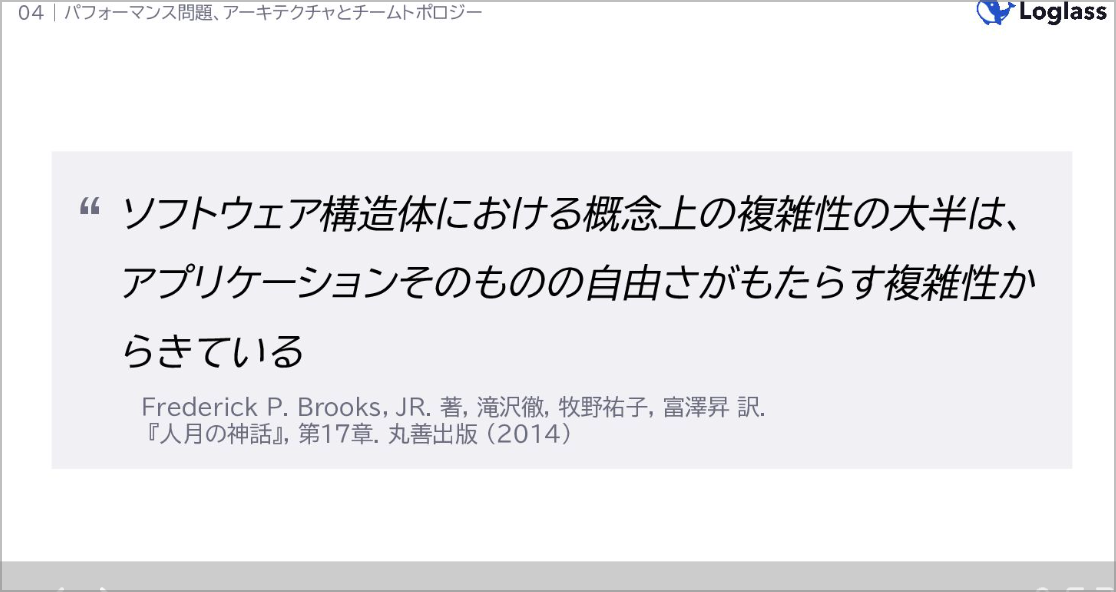 04｜パフォーマンス問題、アーキテクチャとチームトポロジー
Loglass
“ ソフトウェア構造体における概念上の複雑性の大半は、
アプリケーションそのものの自由さがもたらす複雑性か
らきている
Frederick P. Brooks, JR. 著, 滝沢徹, 牧野祐子, 富澤昇 訳.
『人月の神話』, 第17章. 丸善出版（2014）